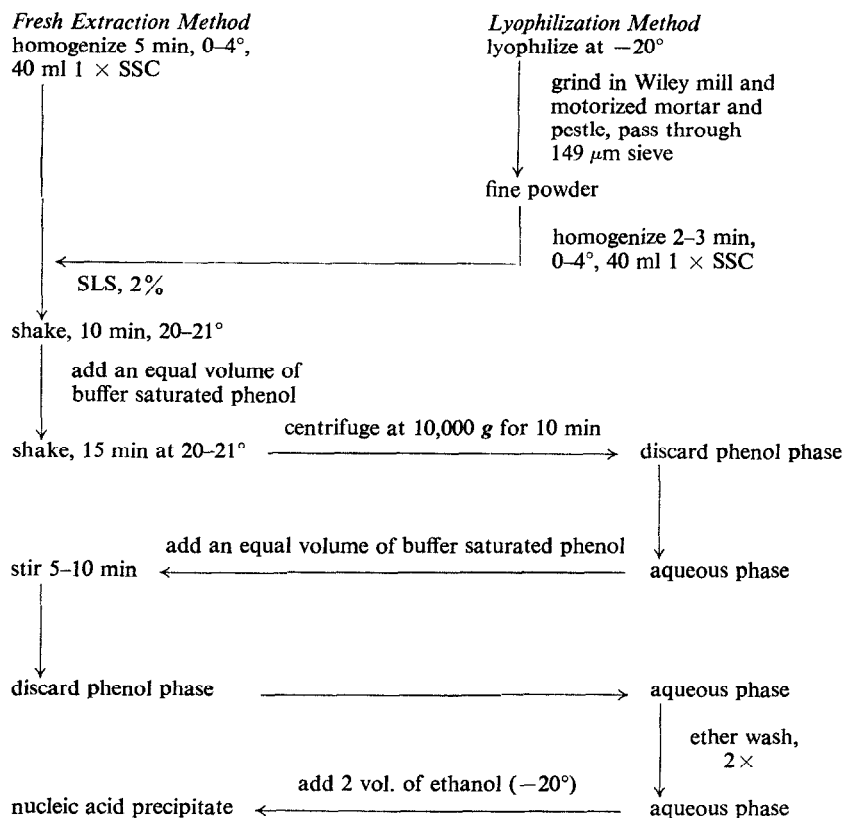 Fresh Extraction Method
homogenize 5 min, 0–4°,
40 ml 1 × SSC
Lyophilization Method
lyophilize at −20°
grind in Wiley mill and
motorized mortar and
pestle, pass through
149 μm sieve
fine powder
homogenize 2–3 min,
0–4°, 40 ml 1 × SSC
SLS, 2%
shake, 10 min, 20–21°
add an equal volume of
buffer saturated phenol
shake, 15 min at 20–21°
centrifuge at 10,000 g for 10 min
discard phenol phase
add an equal volume of buffer saturated phenol
stir 5–10 min
aqueous phase
discard phenol phase
aqueous phase
ether wash,
2×
add 2 vol. of ethanol (−20°)
nucleic acid precipitate
aqueous phase